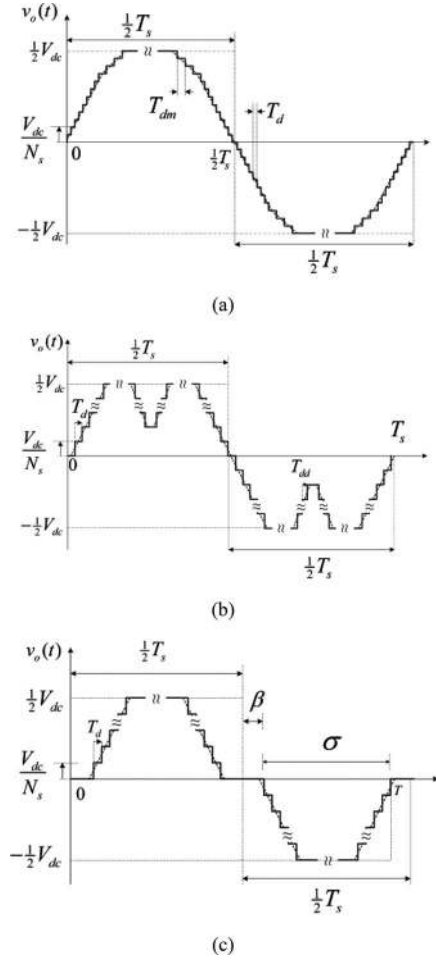 v_o(t)
½T_s
½V_dc
T_dm
T_d
V_dc/N_s
0
½T_s
-½V_dc
½T_s
(a)
v_o(t)
½T_s
½V_dc
T_d
T_s
V_dc/N_s
0
T_dd
-½V_dc
½T_s
(b)
v_o(t)
½T_s
½V_dc
β
T_d
σ
V_dc/N_s
0
T
-½V_dc
½T_s
(c)